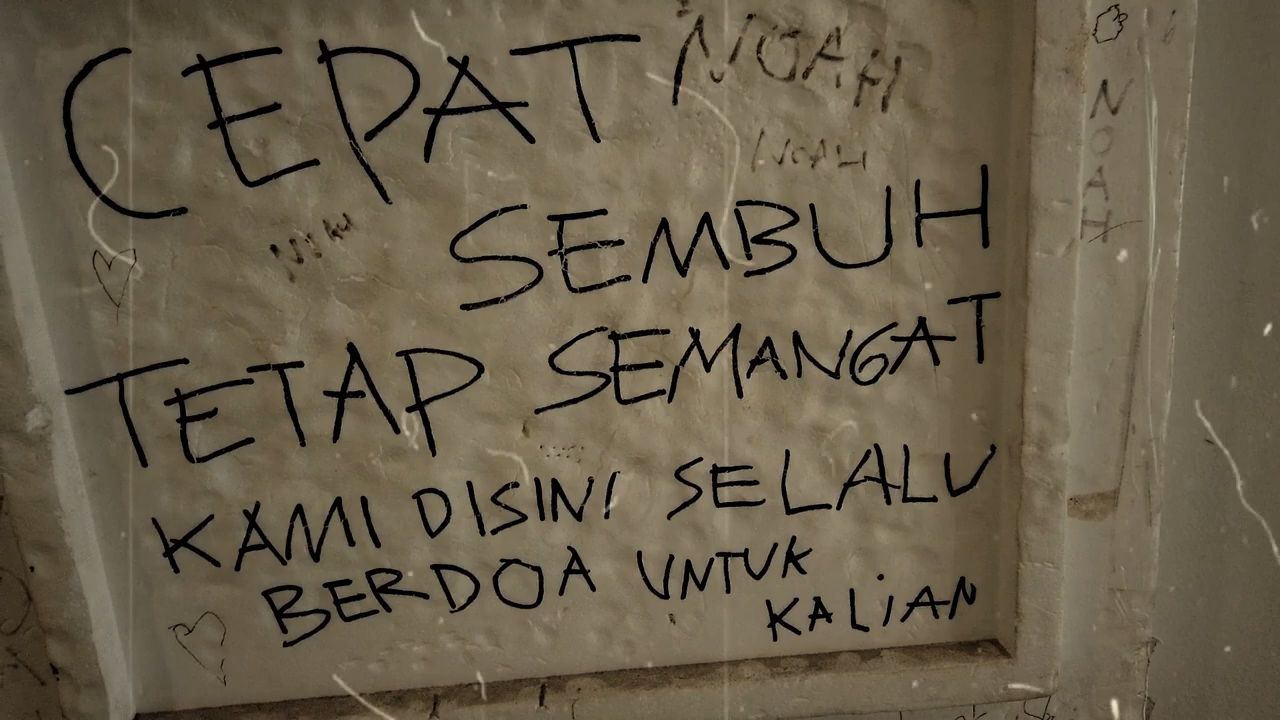 CEPAT
NOAH
NOAH
SEMBUH
TETAP SEMANGAT
KAMI DISINI SELALU
BERDOA UNTUK
KALiAN
NOAH